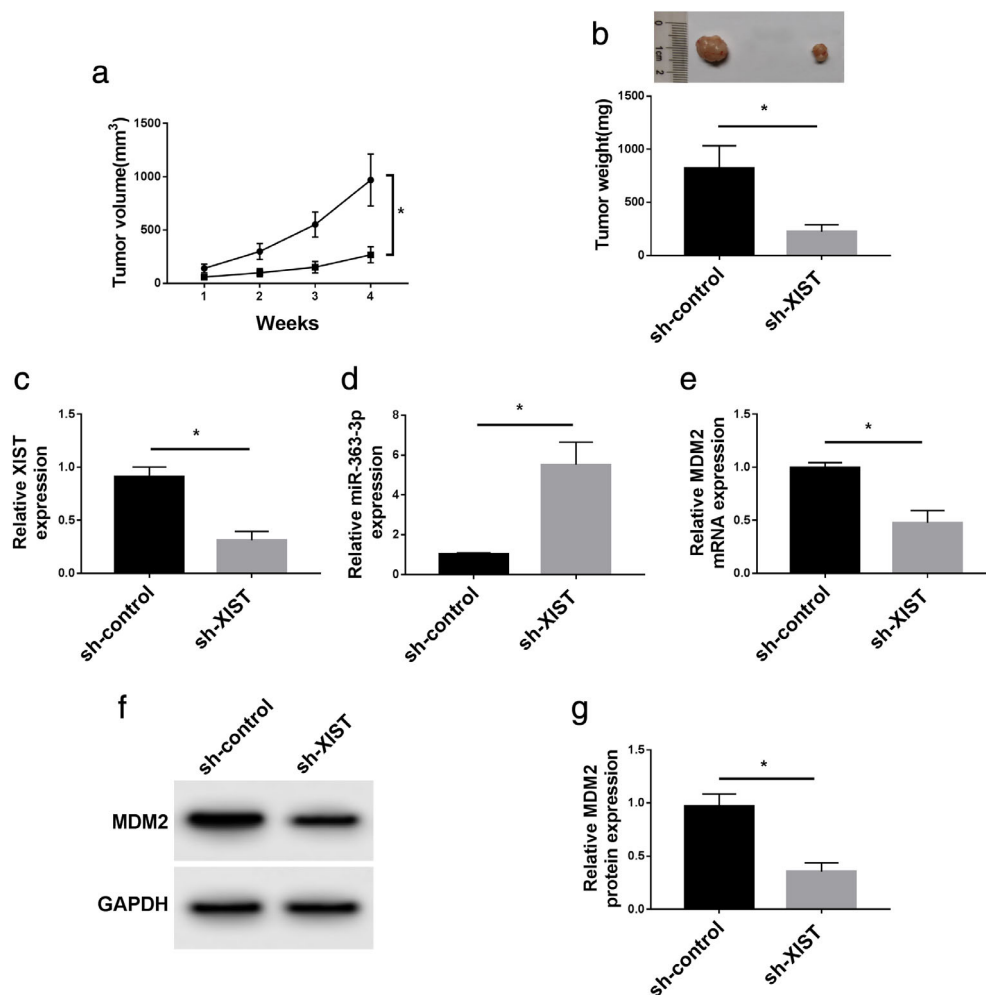 a
1500
1000
500
0
Tumor volume(mm³)
*
1 2 3 4
Weeks
b
0
1cm
2
1500
1000
500
0
Tumor weight(mg)
*
sh-control
sh-XIST
c
1.5
1.0
0.5
0.0
Relative XIST
expression
*
sh-control
sh-XIST
d
8
6
4
2
0
Relative miR-363-3p
expression
*
sh-control
sh-XIST
e
1.5
1.0
0.5
0.0
Relative MDM2
mRNA expression
*
sh-control
sh-XIST
f
sh-control
sh-XIST
MDM2
GAPDH
g
1.5
1.0
0.5
0.0
Relative MDM2
protein expression
*
sh-control
sh-XIST